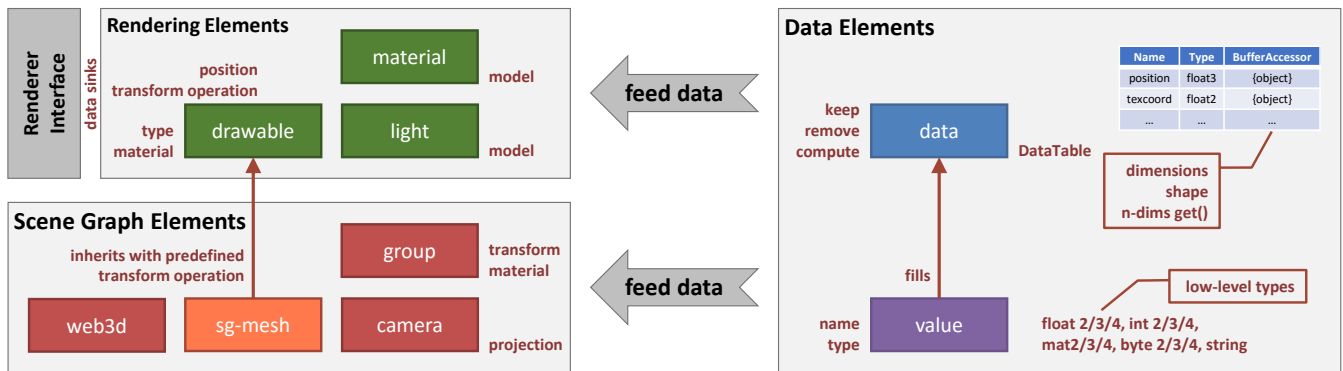 Renderer
Interface
data sinks
Rendering Elements
position
transform operation
type
material
drawable
material
model
light
model
Scene Graph Elements
inherits with predefined
transform operation
web3d
sg-mesh
group
transform
material
camera
projection
feed data
feed data
Data Elements
keep
remove
compute
data
DataTable
Name Type BufferAccessor
position float3 {object}
texcoord float2 {object}
... ... ...
dimensions
shape
n-dims get()
fills
name
type
value
low-level types
float 2/3/4, int 2/3/4,
mat2/3/4, byte 2/3/4, string